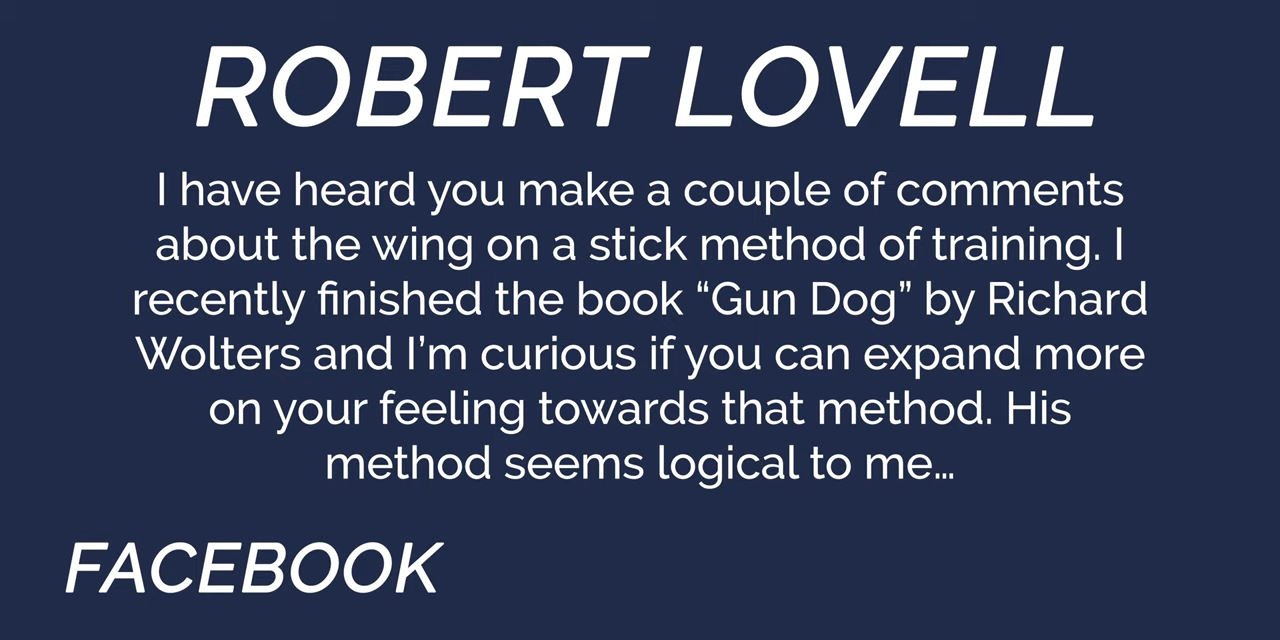 ROBERT LOVELL
I have heard you make a couple of comments
about the wing on a stick method of training. I
recently finished the book “Gun Dog” by Richard
Wolters and I’m curious if you can expand more
on your feeling towards that method. His
method seems logical to me…
FACEBOOK